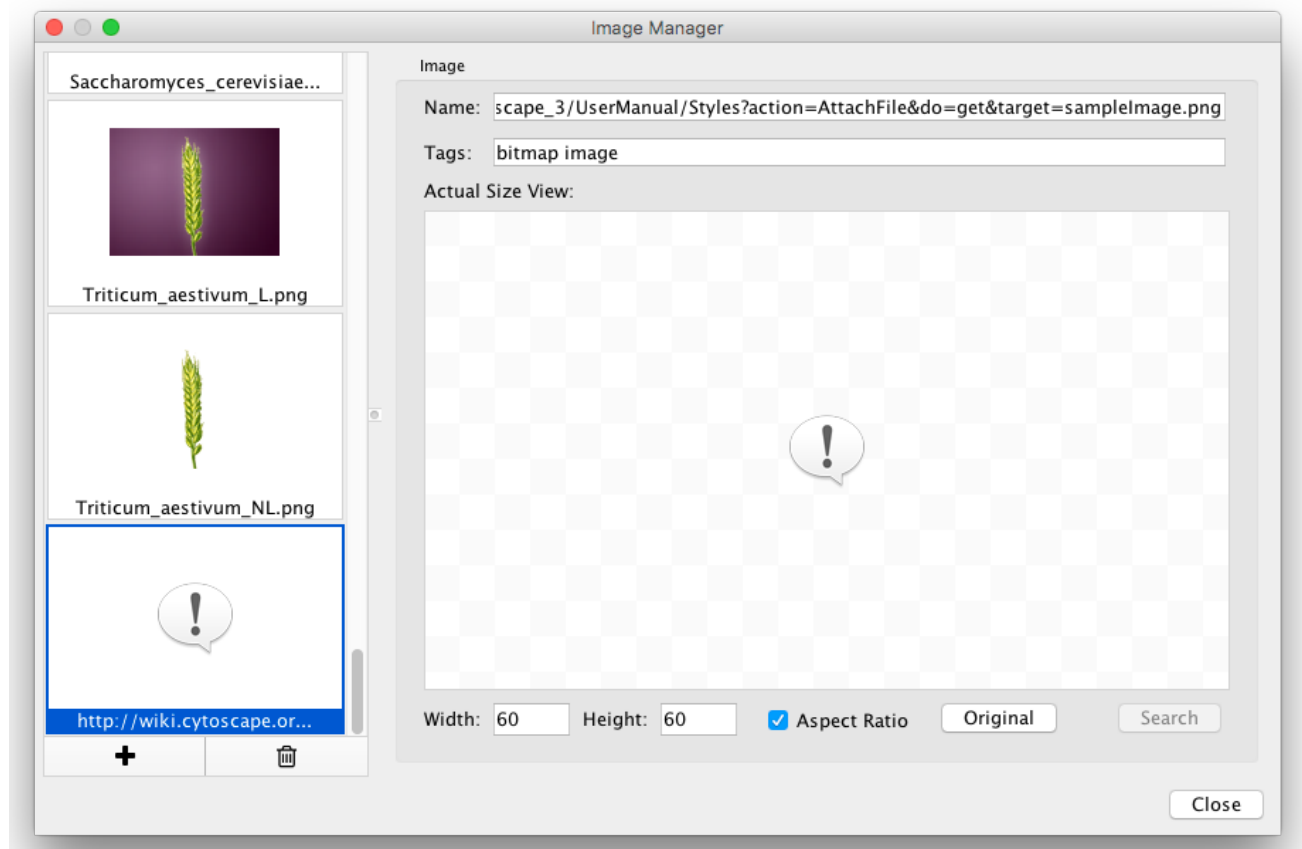 Image Manager
Saccharomyces_cerevisiae...
Triticum_aestivum_L.png
Triticum_aestivum_NL.png
http://wiki.cytoscape.or...
Image
Name: scape_3/UserManual/Styles?action=AttachFile&do=get&target=sampleImage.png
Tags: bitmap image
Actual Size View:
Width: 60 Height: 60 Aspect Ratio Original Search
Close